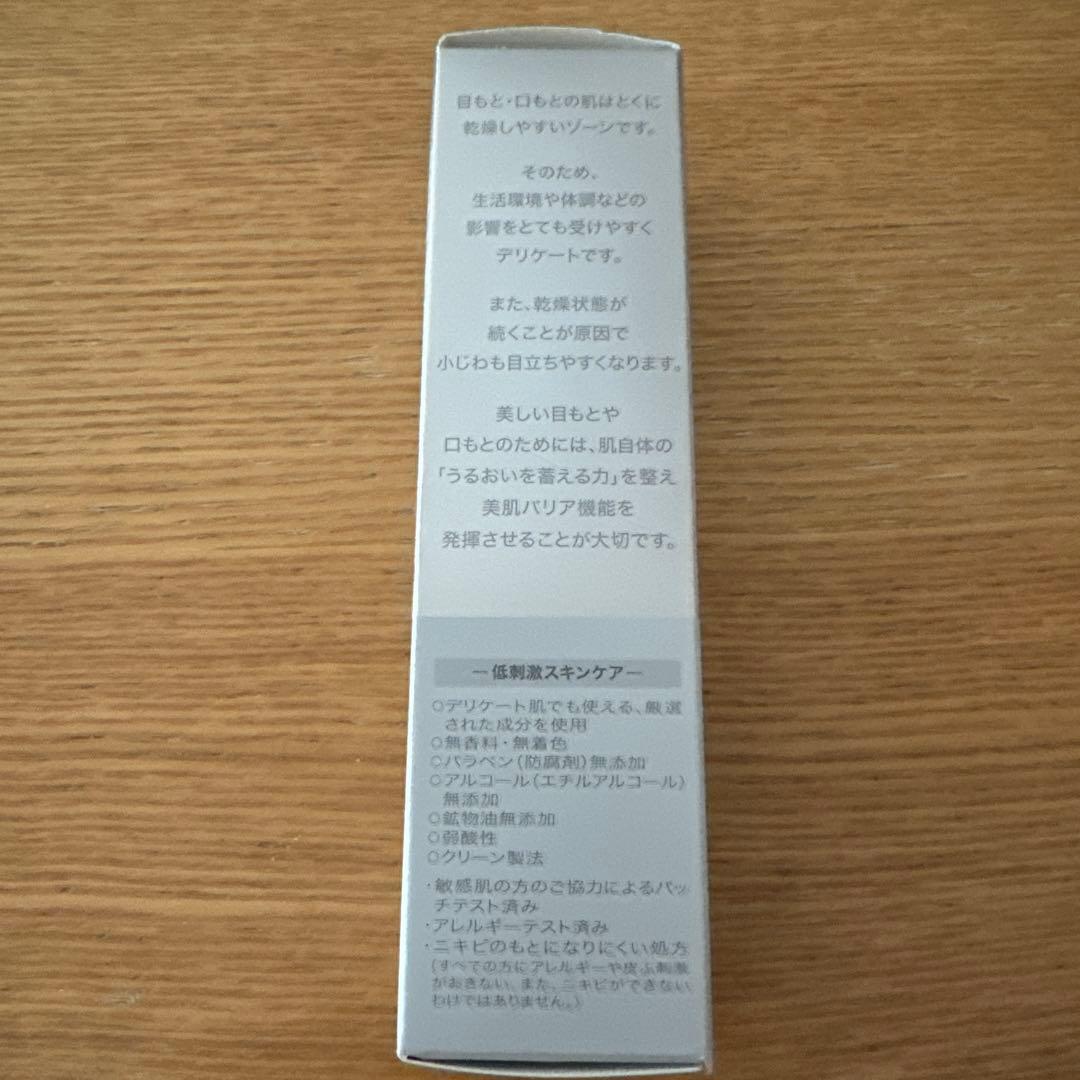 目もと・口もとの肌はとくに
乾燥しやすいゾーンです。
そのため、
生活環境や体調などの
影響をとても受けやすく
デリケートです。
また、乾燥状態が
続くことが原因で
小じわも目立ちやすくなります。
美しい目もとや
口もとのためには、肌自体の
「うるおいを蓄える力」を整え
美肌バリア機能を
発揮させることが大切です。
―低刺激スキンケア―
○デリケート肌でも使える、厳選
された成分を使用
○無香料・無着色
○パラベン(防腐剤)無添加
○アルコール(エチルアルコール)
無添加
○鉱物油無添加
○弱酸性
○クリーン製法
・敏感肌の方のご協力によるパッ
チテスト済み
・アレルギーテスト済み
・ニキビのもとになりにくい処方
(すべての方にアレルギーや皮ふ刺激
がおきない、また、ニキビができない
わけではありません。)